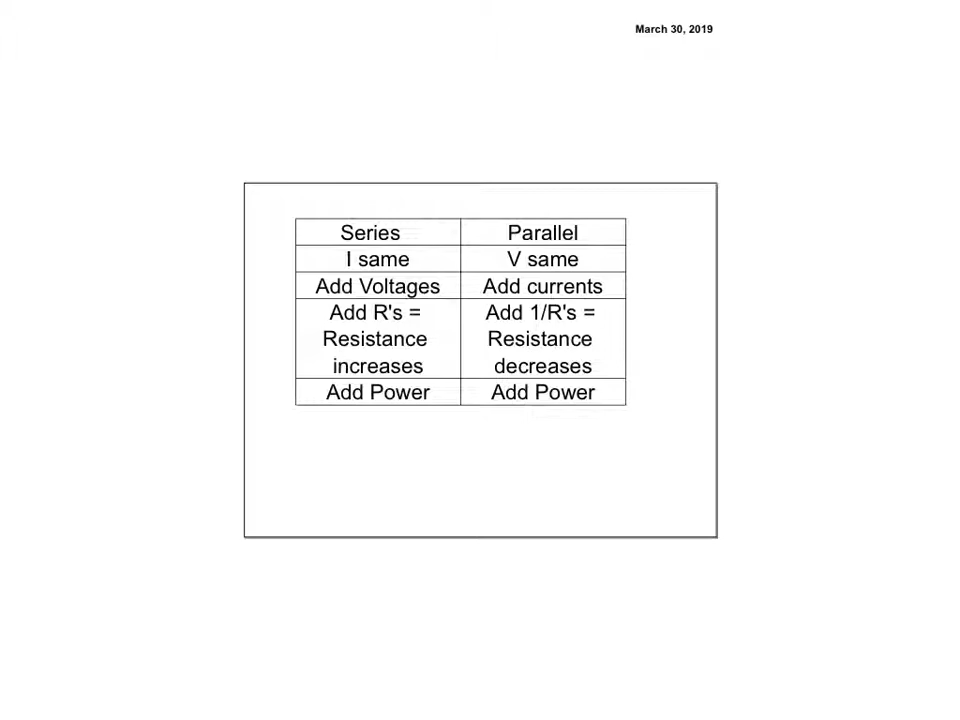 March 30, 2019
Series Parallel
I same V same
Add Voltages Add currents
Add R's = Add 1/R's =
Resistance Resistance
increases decreases
Add Power Add Power